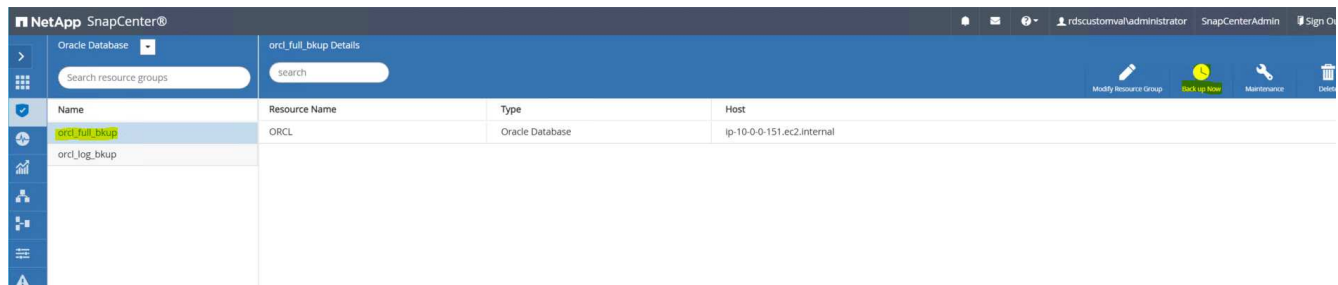 NetApp SnapCenter®
rdscustomval\administrator SnapCenterAdmin Sign Ou
Oracle Database
Search resource groups
Name
orcl_full_bkup
orcl_log_bkup
orcl_full_bkup Details
search
Modify Resource Group Back up Now Maintenance Delete
Resource Name Type Host
ORCL Oracle Database ip-10-0-0-151.ec2.internal